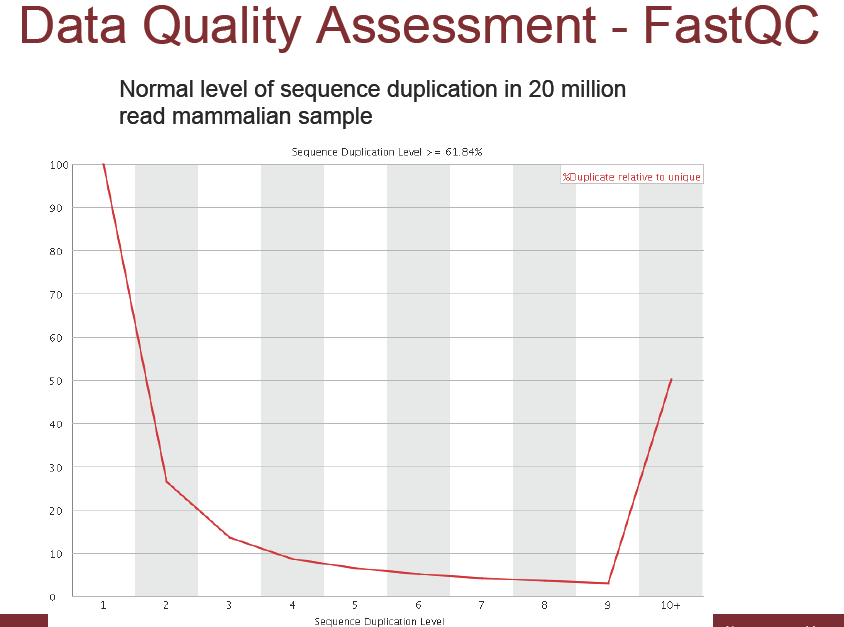 Data Quality Assessment - FastQC
Normal level of sequence duplication in 20 million
read mammalian sample
Sequence Duplication Level >= 61.84%
%Duplicate relative to unique
100
90
80
70
60
50
40
30
20
10
0
1 2 3 4 5 6 7 8 9 10+
Sequence Duplication Level